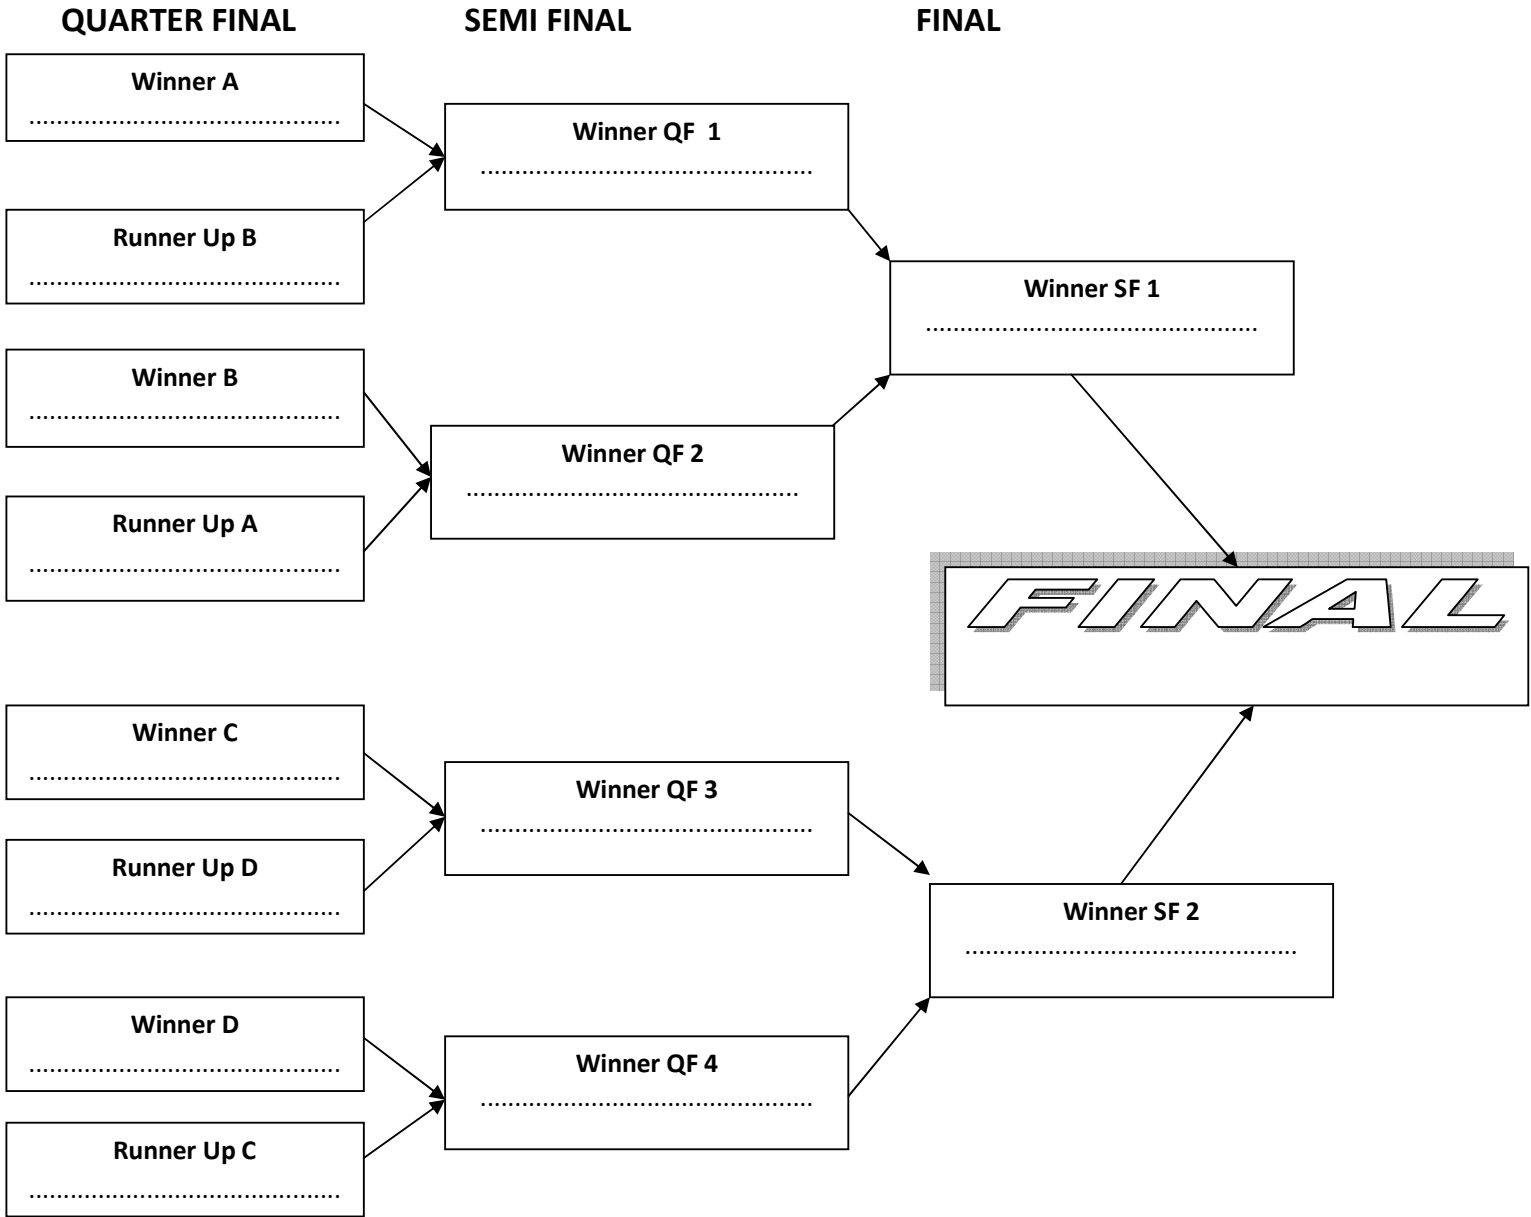 QUARTER FINAL SEMI FINAL FINAL
Winner A
.............................................
Winner QF  1
................................................
Runner Up B
.............................................
Winner SF 1
................................................
Winner B
.............................................
Winner QF 2
................................................
Runner Up A
.............................................
FINAL
Winner C
.............................................
Winner QF 3
................................................
Runner Up D
.............................................
Winner SF 2
................................................
Winner D
.............................................
Winner QF 4
................................................
Runner Up C
.............................................